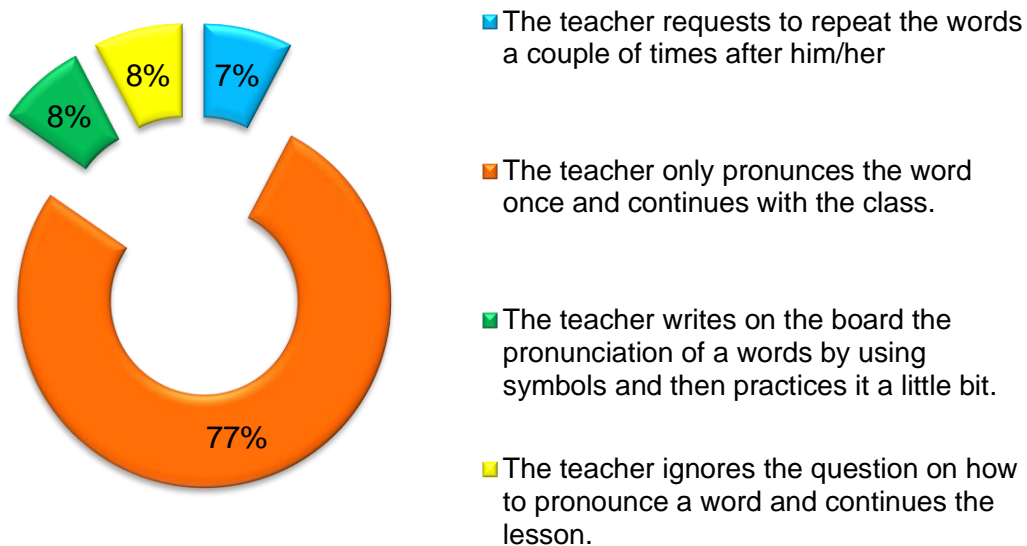 8%
7%
8%
77%
The teacher requests to repeat the words
a couple of times after him/her
The teacher only pronunces the word
once and continues with the class.
The teacher writes on the board the
pronunciation of a words by using
symbols and then practices it a little bit.
The teacher ignores the question on how
to pronounce a word and continues the
lesson.